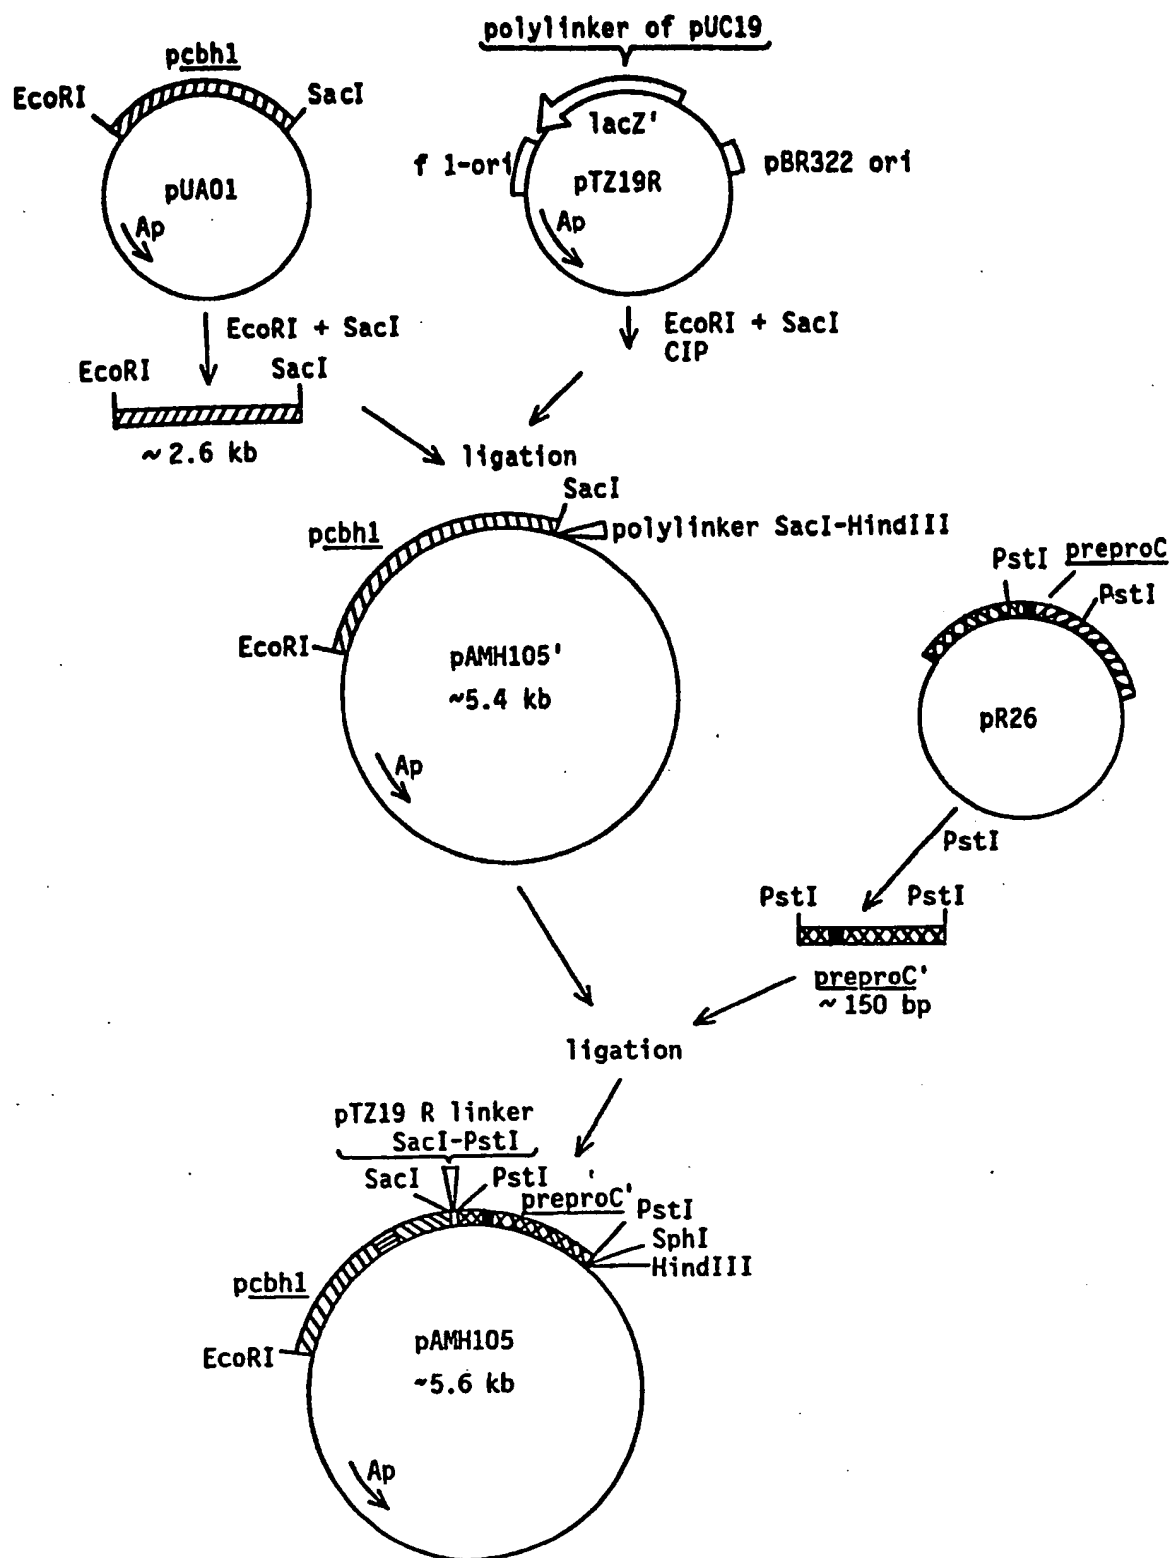 polylinker of pUC19
pcbh1
EcoRI
SacI
lacZ'
f 1-ori
pBR322 ori
pUA01
pTZ19R
Ap
Ap
EcoRI + SacI
EcoRI + SacI
CIP
EcoRI
SacI
~ 2.6 kb
ligation
SacI
polylinker SacI-HindIII
pcbh1
EcoRI
pAMH105'
~5.4 kb
Ap
PstI
preproC
PstI
pR26
PstI
PstI
PstI
preproC'
~ 150 bp
ligation
pTZ19 R linker
SacI-PstI
SacI
PstI
preproC'
PstI
SphI
HindIII
pcbh1
EcoRI
pAMH105
~5.6 kb
Ap